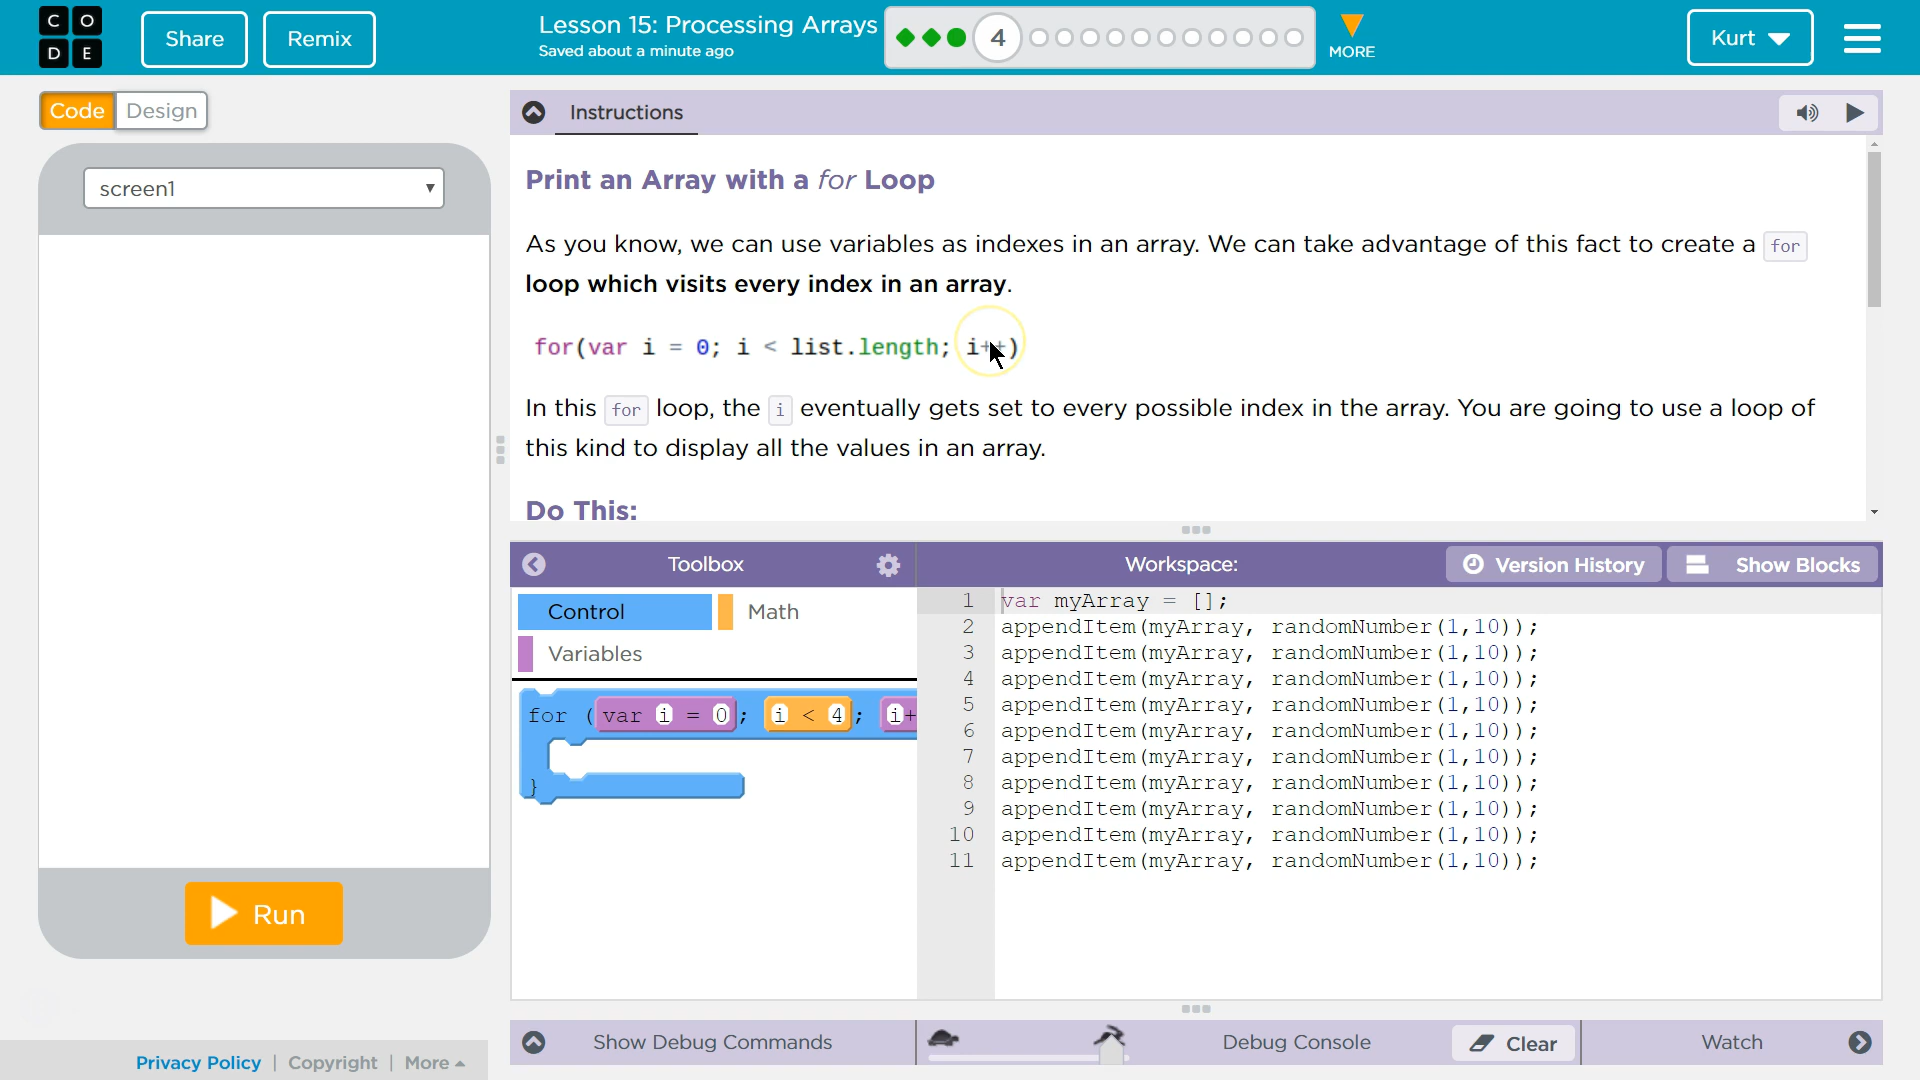 C O
D E
Share
Remix
Lesson 15: Processing Arrays
Saved about a minute ago
4
MORE
Kurt
Code
Design
screen1
Run
Privacy Policy | Copyright | More
Instructions
Print an Array with a for Loop
As you know, we can use variables as indexes in an array. We can take advantage of this fact to create a for
loop which visits every index in an array.
for(var i = 0; i < list.length; i++)
In this for loop, the i eventually gets set to every possible index in the array. You are going to use a loop of
this kind to display all the values in an array.
Do This:
Toolbox
Workspace:
Version History
Show Blocks
Control
Math
Variables
for (var i = 0; i < 4; i+
}
1 var myArray = [];
2 appendItem(myArray, randomNumber(1,10));
3 appendItem(myArray, randomNumber(1,10));
4 appendItem(myArray, randomNumber(1,10));
5 appendItem(myArray, randomNumber(1,10));
6 appendItem(myArray, randomNumber(1,10));
7 appendItem(myArray, randomNumber(1,10));
8 appendItem(myArray, randomNumber(1,10));
9 appendItem(myArray, randomNumber(1,10));
10 appendItem(myArray, randomNumber(1,10));
11 appendItem(myArray, randomNumber(1,10));
Show Debug Commands
Debug Console
Clear
Watch